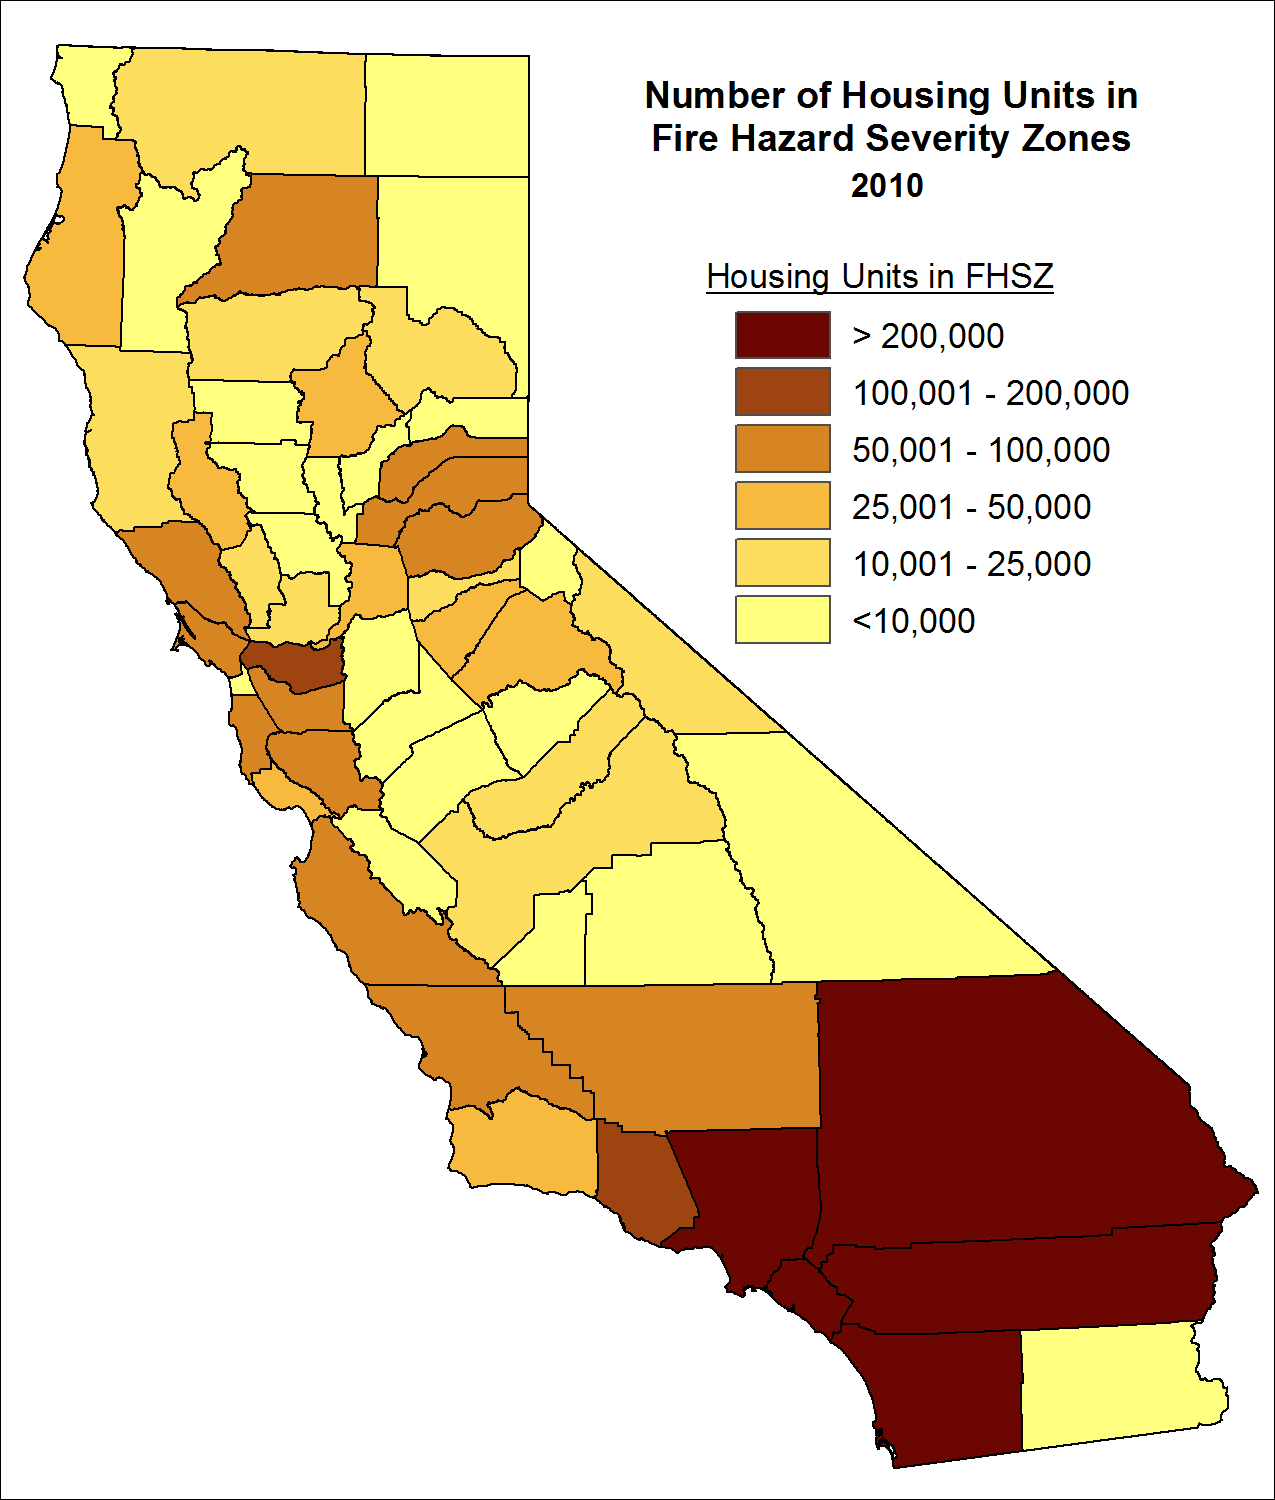 Number of Housing Units in
Fire Hazard Severity Zones
2010
Housing Units in FHSZ
> 200,000
100,001 - 200,000
50,001 - 100,000
25,001 - 50,000
10,001 - 25,000
<10,000